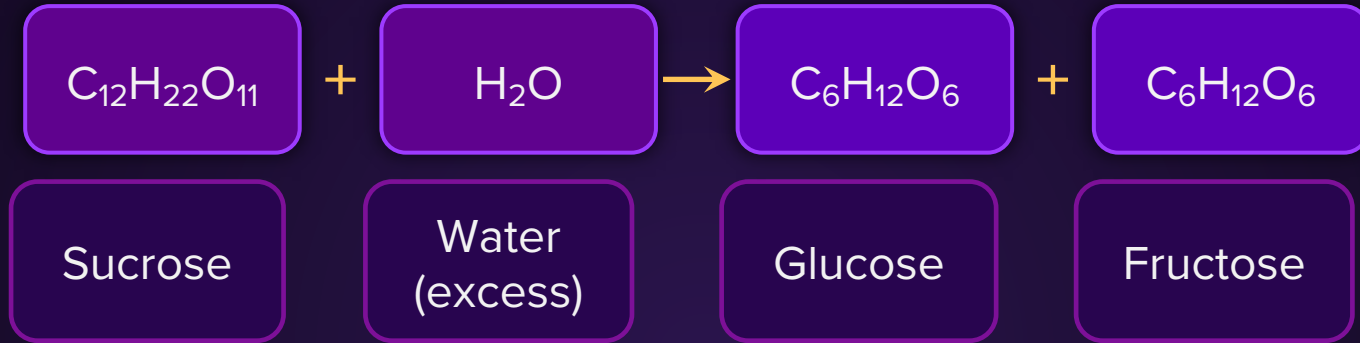 C₁₂H₂₂O₁₁ + H₂O → C₆H₁₂O₆ + C₆H₁₂O₆
Sucrose
Water
(excess)
Glucose
Fructose